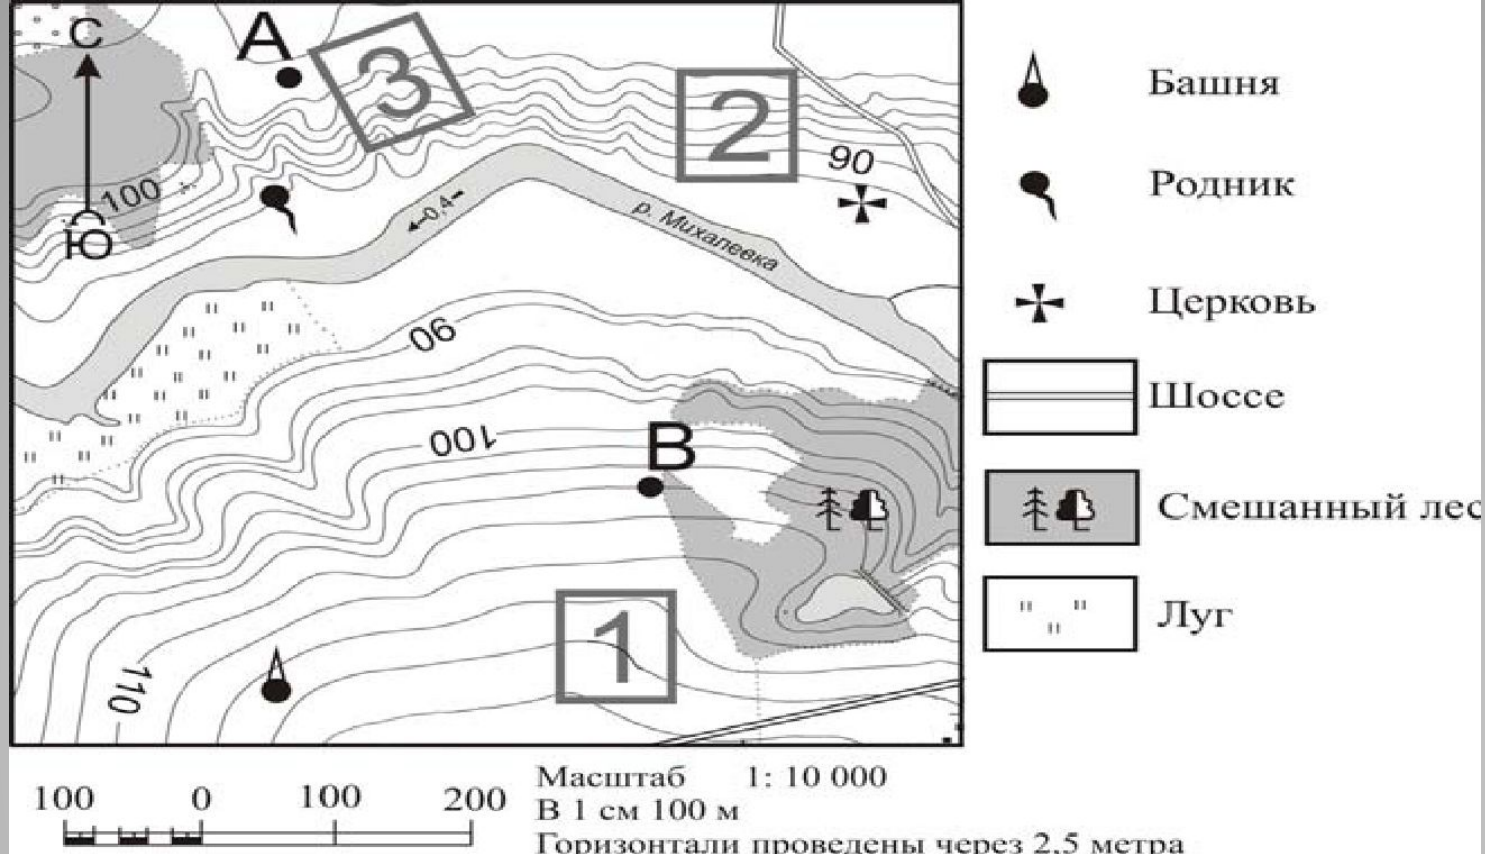 С
А
3
2
90
100
Ю
0,4
р. Михалевка
90
100
В
1
110
Башня
Родник
Церковь
Шоссе
Смешанный лес
Луг
100 0 100 200
Масштаб 1: 10 000
В 1 см 100 м
Горизонтали проведены через 2,5 метра